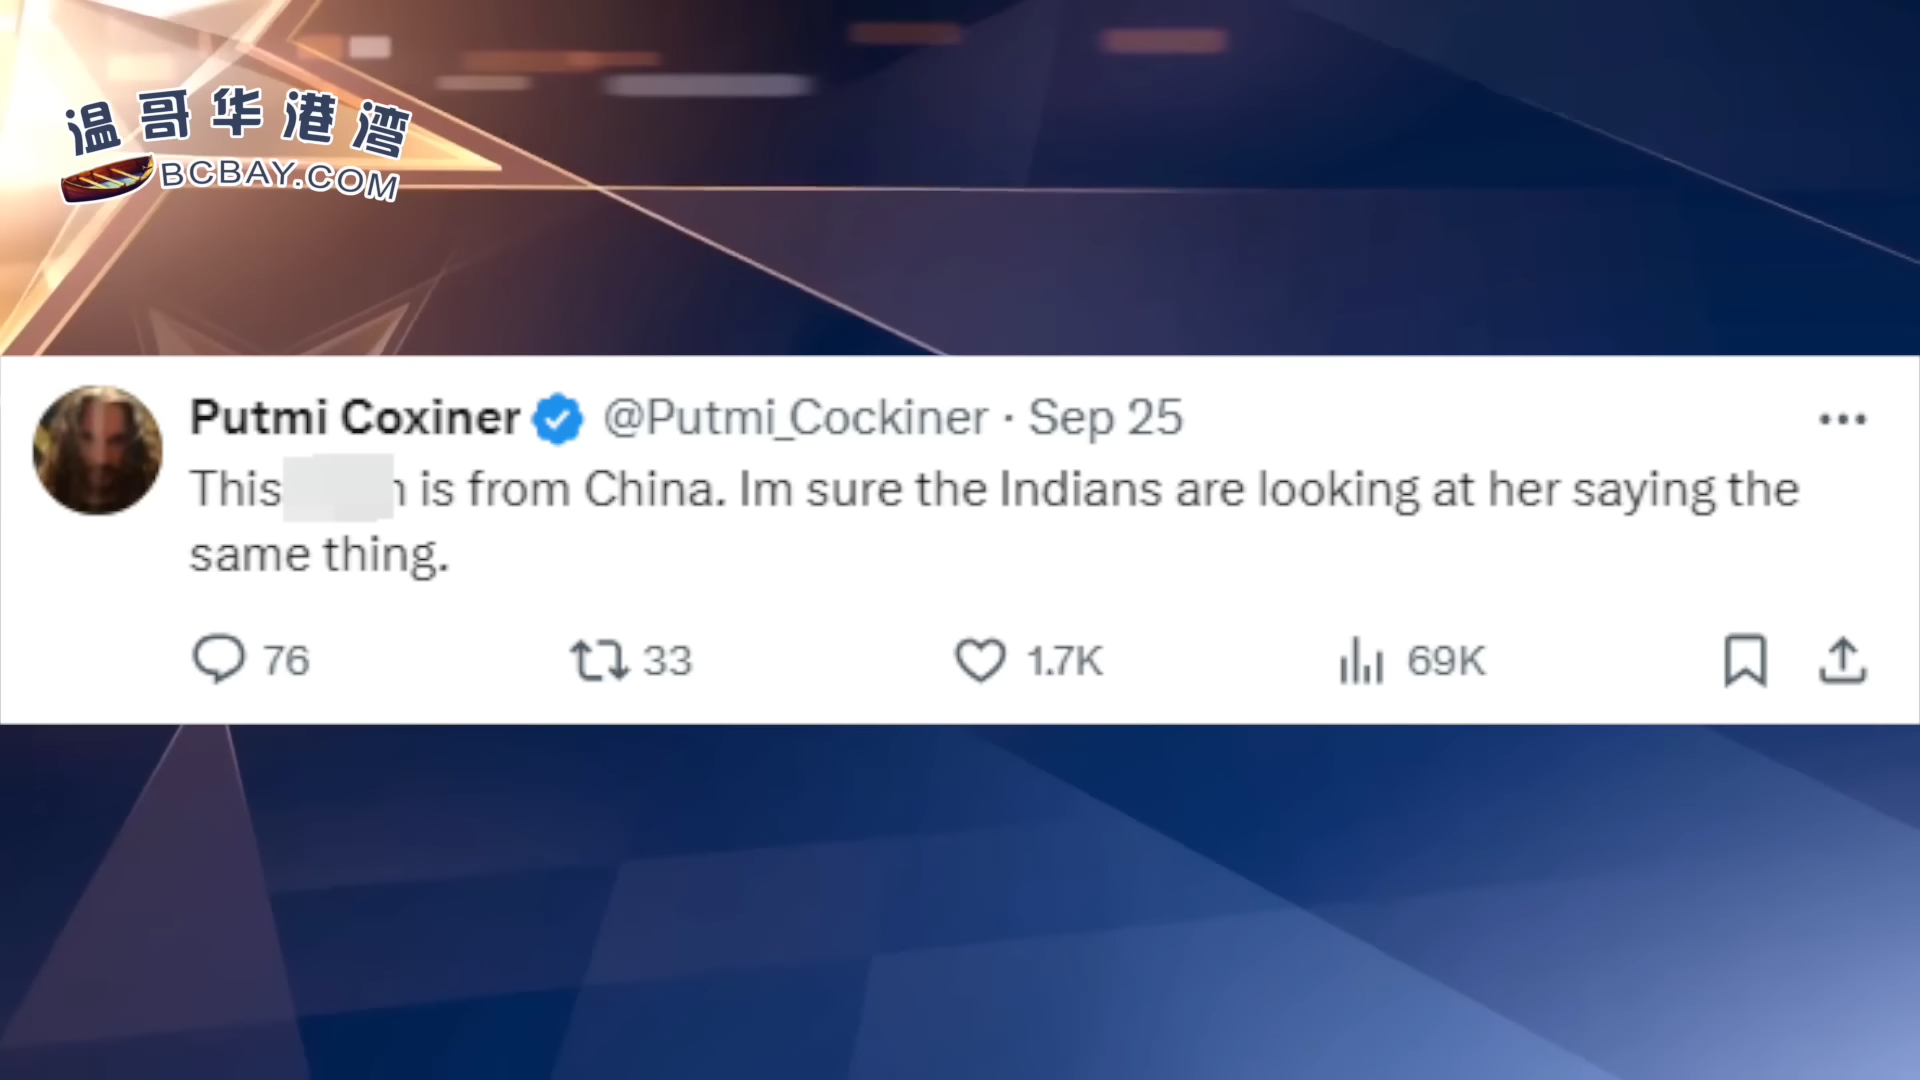 温哥华港湾
BCBAY.COM
Putmi Coxiner @Putmi_Cockiner · Sep 25
This is from China. Im sure the Indians are looking at her saying the
same thing.
76 33 1.7K 69K